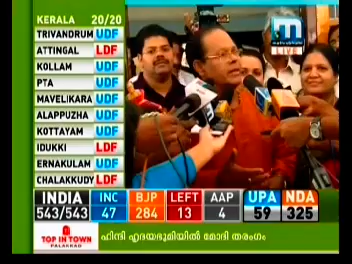 KERALA 20/20
TRIVANDRUM UDF
ATTINGAL LDF
KOLLAM UDF
PTA UDF
MAVELIKARA UDF
ALAPPUZHA UDF
KOTTAYAM UDF
IDUKKI LDF
ERNAKULAM UDF
CHALAKKUDY LDF
LIVE
INDIA INC BJP LEFT AAP UPA NDA
543/543 47 284 13 4 59 325
TOP IN TOWN
PALAKKAD
ഹിന്ദി ഹൃദയഭൂമിയിൽ മോദി തരംഗം